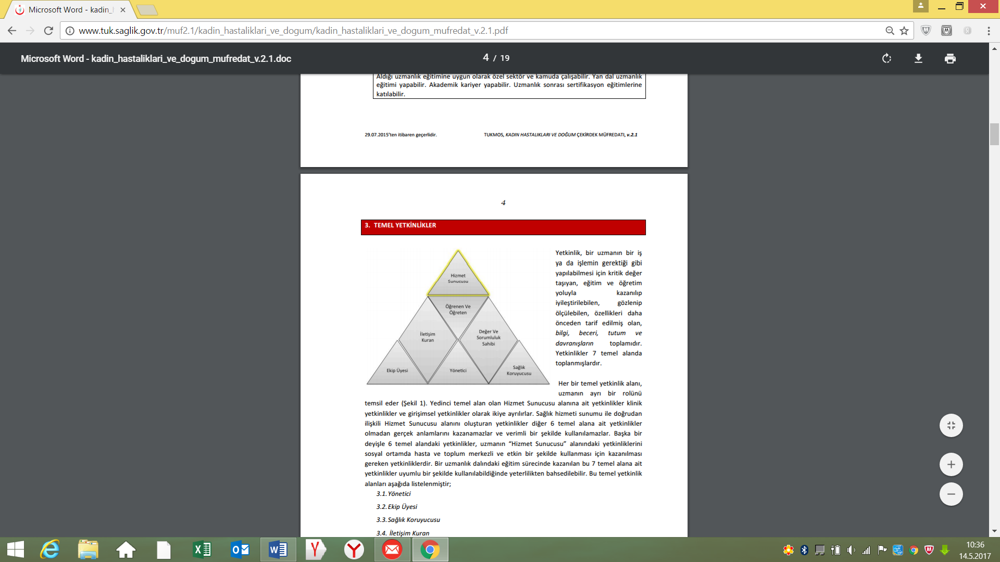 Microsoft Word - kadin_
www.tuk.saglik.gov.tr/muf2.1/kadin_hastaliklari_ve_dogum/kadin_hastaliklari_ve_dogum_mufredat_v.2.1.pdf
Microsoft Word - kadin_hastaliklari_ve_dogum_mufredat_v.2.1.doc
4 / 19
Aldığı uzmanlık eğitimine uygun olarak özel sektör ve kamuda çalışabilir. Yan dal uzmanlık
eğitimi yapabilir. Akademik kariyer yapabilir. Uzmanlık sonrası sertifikasyon eğitimlerine
katılabilir.
29.07.2015'ten itibaren geçerlidir.
TUKMOS, KADIN HASTALIKLARI VE DOĞUM ÇEKİRDEK MÜFREDATI, v.2.1
4
3. TEMEL YETKİNLİKLER
Hizmet
Sunucusu
Öğrenen Ve
Öğreten
İletişim
Kuran
Değer Ve
Sorumluluk
Sahibi
Ekip Üyesi
Yönetici
Sağlık
Koruyucusu
Yetkinlik, bir uzmanın bir iş
ya da işlemin gerektiği gibi
yapılabilmesi için kritik değer
taşıyan, eğitim ve öğretim
yoluyla kazanılıp
iyileştirilebilen, gözlenip
ölçülebilen, özellikleri daha
önceden tarif edilmiş olan,
bilgi, beceri, tutum ve
davranışların toplamıdır.
Yetkinlikler 7 temel alanda
toplanmışlardır.
Her bir temel yetkinlik alanı,
uzmanın ayrı bir rolünü
temsil eder (Şekil 1). Yedinci temel alan olan Hizmet Sunucusu alanına ait yetkinlikler klinik
yetkinlikler ve girişimsel yetkinlikler olarak ikiye ayrılırlar. Sağlık hizmeti sunumu ile doğrudan
ilişkili Hizmet Sunucusu alanını oluşturan yetkinlikler diğer 6 temel alana ait yetkinlikler
olmadan gerçek anlamlarını kazanamazlar ve verimli bir şekilde kullanılamazlar. Başka bir
deyişle 6 temel alandaki yetkinlikler, uzmanın “Hizmet Sunucusu” alanındaki yetkinliklerini
sosyal ortamda hasta ve toplum merkezli ve etkin bir şekilde kullanması için kazanılması
gereken yetkinliklerdir. Bir uzmanlık dalındaki eğitim sürecinde kazanılan bu 7 temel alana ait
yetkinlikler uyumlu bir şekilde kullanılabildiğinde yeterlilikten bahsedilebilir. Bu temel yetkinlik
alanları aşağıda listelenmiştir;
3.1. Yönetici
3.2. Ekip Üyesi
3.3. Sağlık Koruyucusu
3.4. İletişim Kuran
10:36
14.5.2017